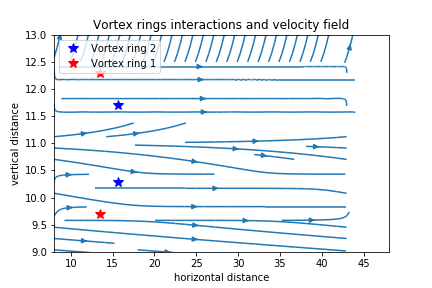 Vortex rings interactions and velocity field
Vortex ring 2
Vortex ring 1
vertical distance
13.0
12.5
12.0
11.5
11.0
10.5
10.0
9.5
9.0
10 15 20 25 30 35 40 45
horizontal distance